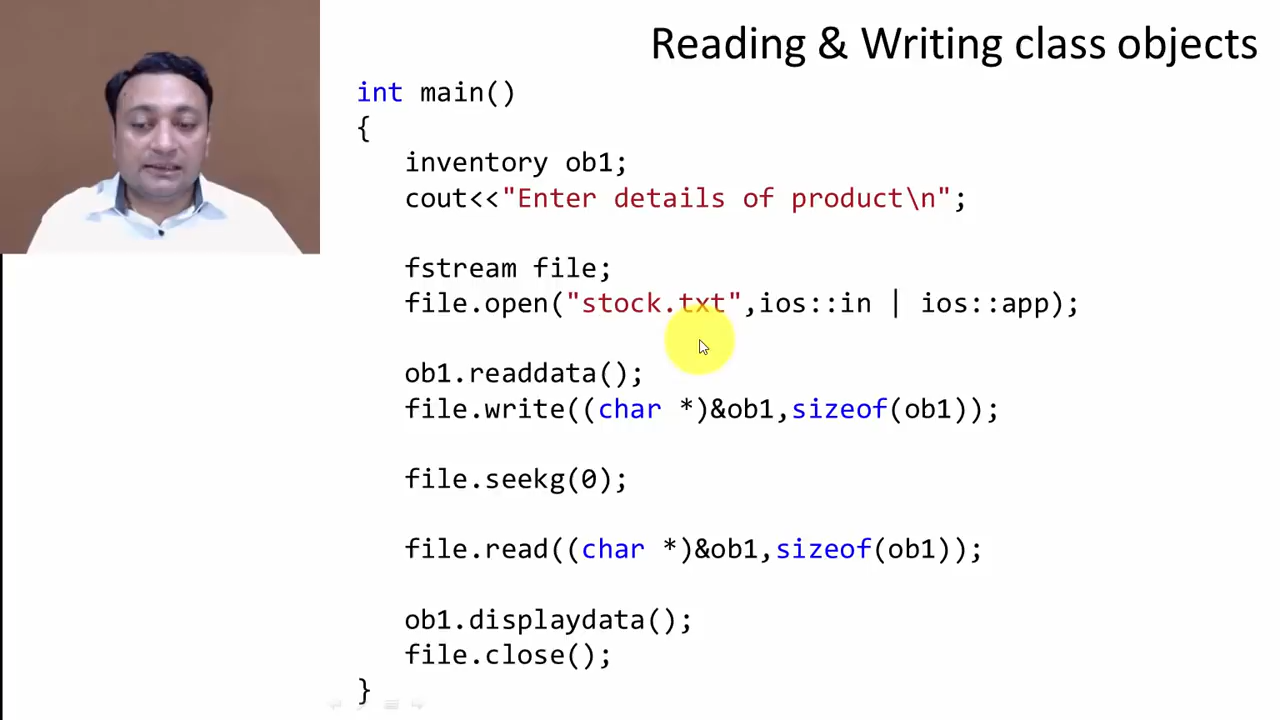 Reading & Writing class objects
int main()
{
inventory ob1;
cout<<"Enter details of product\n";
fstream file;
file.open("stock.txt",ios::in | ios::app);
ob1.readdata();
file.write((char *)&ob1,sizeof(ob1));
file.seekg(0);
file.read((char *)&ob1,sizeof(ob1));
ob1.displaydata();
file.close();
}